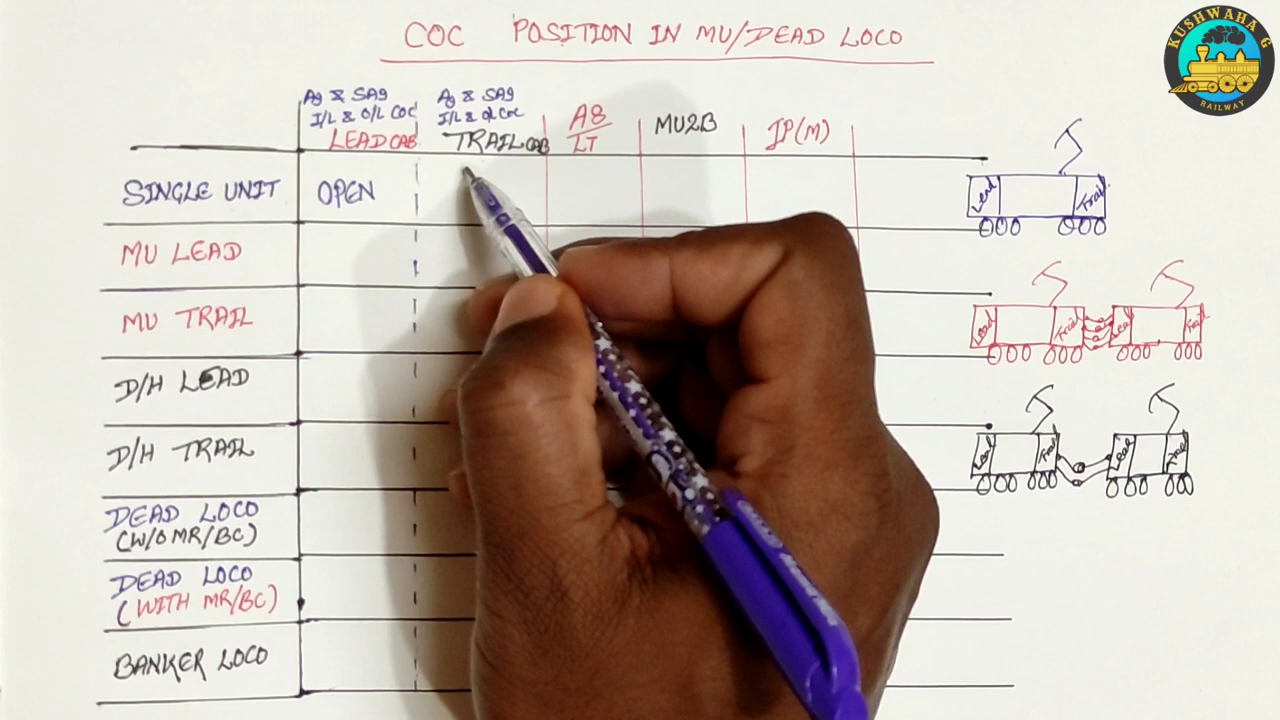 COC POSITION IN MU/DEAD LOCO
KUSHWAHA G
RAILWAY
A9 & SA9
I/L & O/L COC
LEAD CAB
A9 & SA9
I/L & O/L COC
TRAIL CAB
A8
LT
MU2B
IP(M)
SINGLE UNIT OPEN
Lead Trail
MU LEAD
MU TRAIL
Lead Trail Lead Trail
D/H LEAD
D/H TRAIL
Lead Trail Lead Trail
DEAD LOCO
(W/O MR/BC)
DEAD LOCO
(WITH MR/BC)
BANKER LOCO